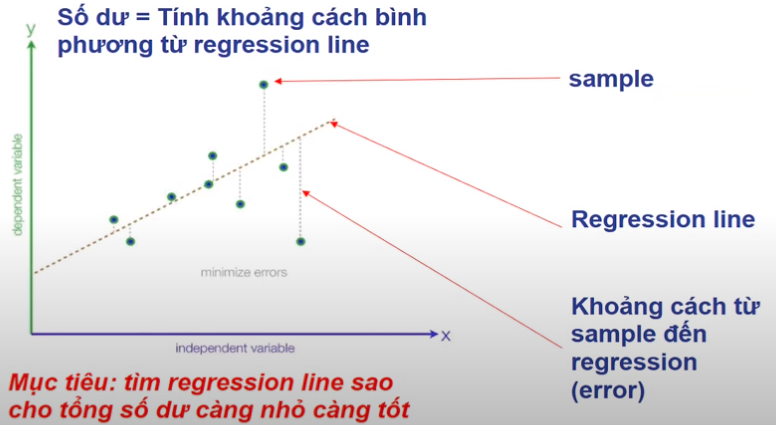 Số dư = Tính khoảng cách bình
phương từ regression line
y
sample
dependent variable
Regression line
minimize errors
Khoảng cách từ
sample đến
regression
(error)
x
independent variable
Mục tiêu: tìm regression line sao
cho tổng số dư càng nhỏ càng tốt